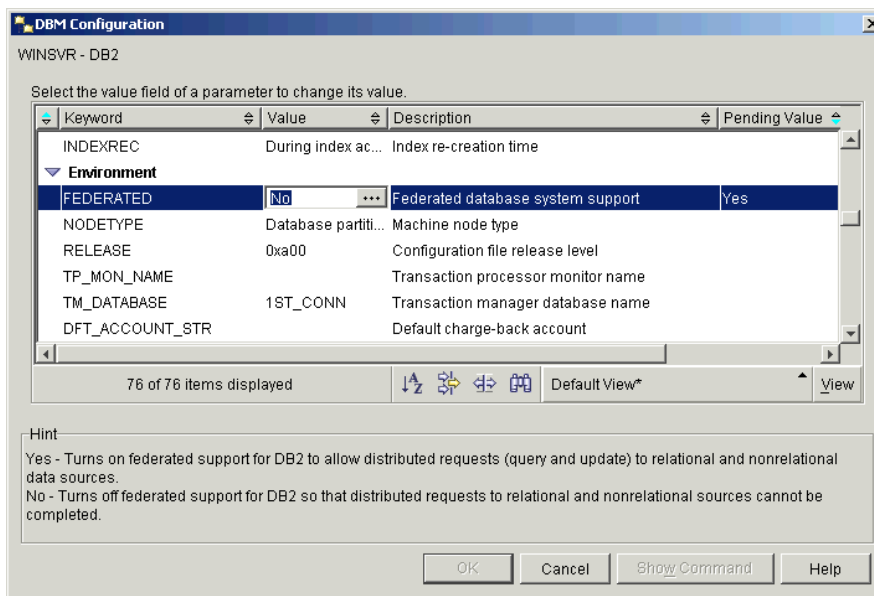 DBM Configuration
WINSVR - DB2
Select the value field of a parameter to change its value.
Keyword Value Description Pending Value
INDEXREC During index ac... Index re-creation time
Environment
FEDERATED No ... Federated database system support Yes
NODETYPE Database partiti... Machine node type
RELEASE 0xa00 Configuration file release level
TP_MON_NAME Transaction processor monitor name
TM_DATABASE 1ST_CONN Transaction manager database name
DFT_ACCOUNT_STR Default charge-back account
76 of 76 items displayed Default View* View
Hint
Yes - Turns on federated support for DB2 to allow distributed requests (query and update) to relational and nonrelational
data sources.
No - Turns off federated support for DB2 so that distributed requests to relational and nonrelational sources cannot be
completed.
OK Cancel Show Command Help